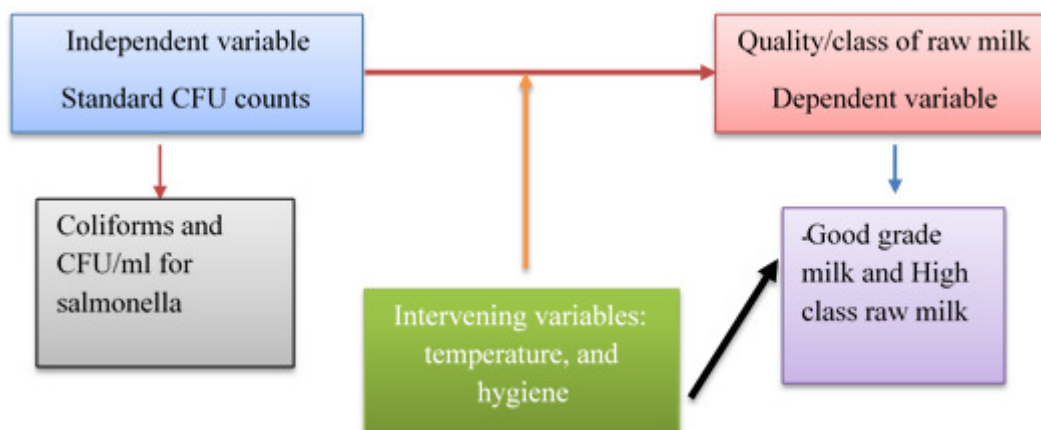 Independent variable
Standard CFU counts
Quality/class of raw milk
Dependent variable
Coliforms and
CFU/ml for
salmonella
Intervening variables:
temperature, and
hygiene
-Good grade
milk and High
class raw milk